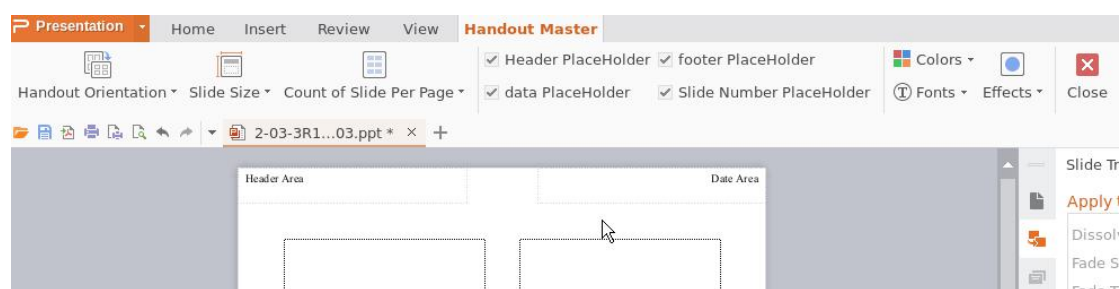 Presentation Home Insert Review View Handout Master
Header PlaceHolder footer PlaceHolder Colors
Handout Orientation Slide Size Count of Slide Per Page data PlaceHolder Slide Number PlaceHolder Fonts Effects Close
2-03-3R1...03.ppt * × +
Header Area Date Area
Slide Tr
Apply t
Dissol
Fade S